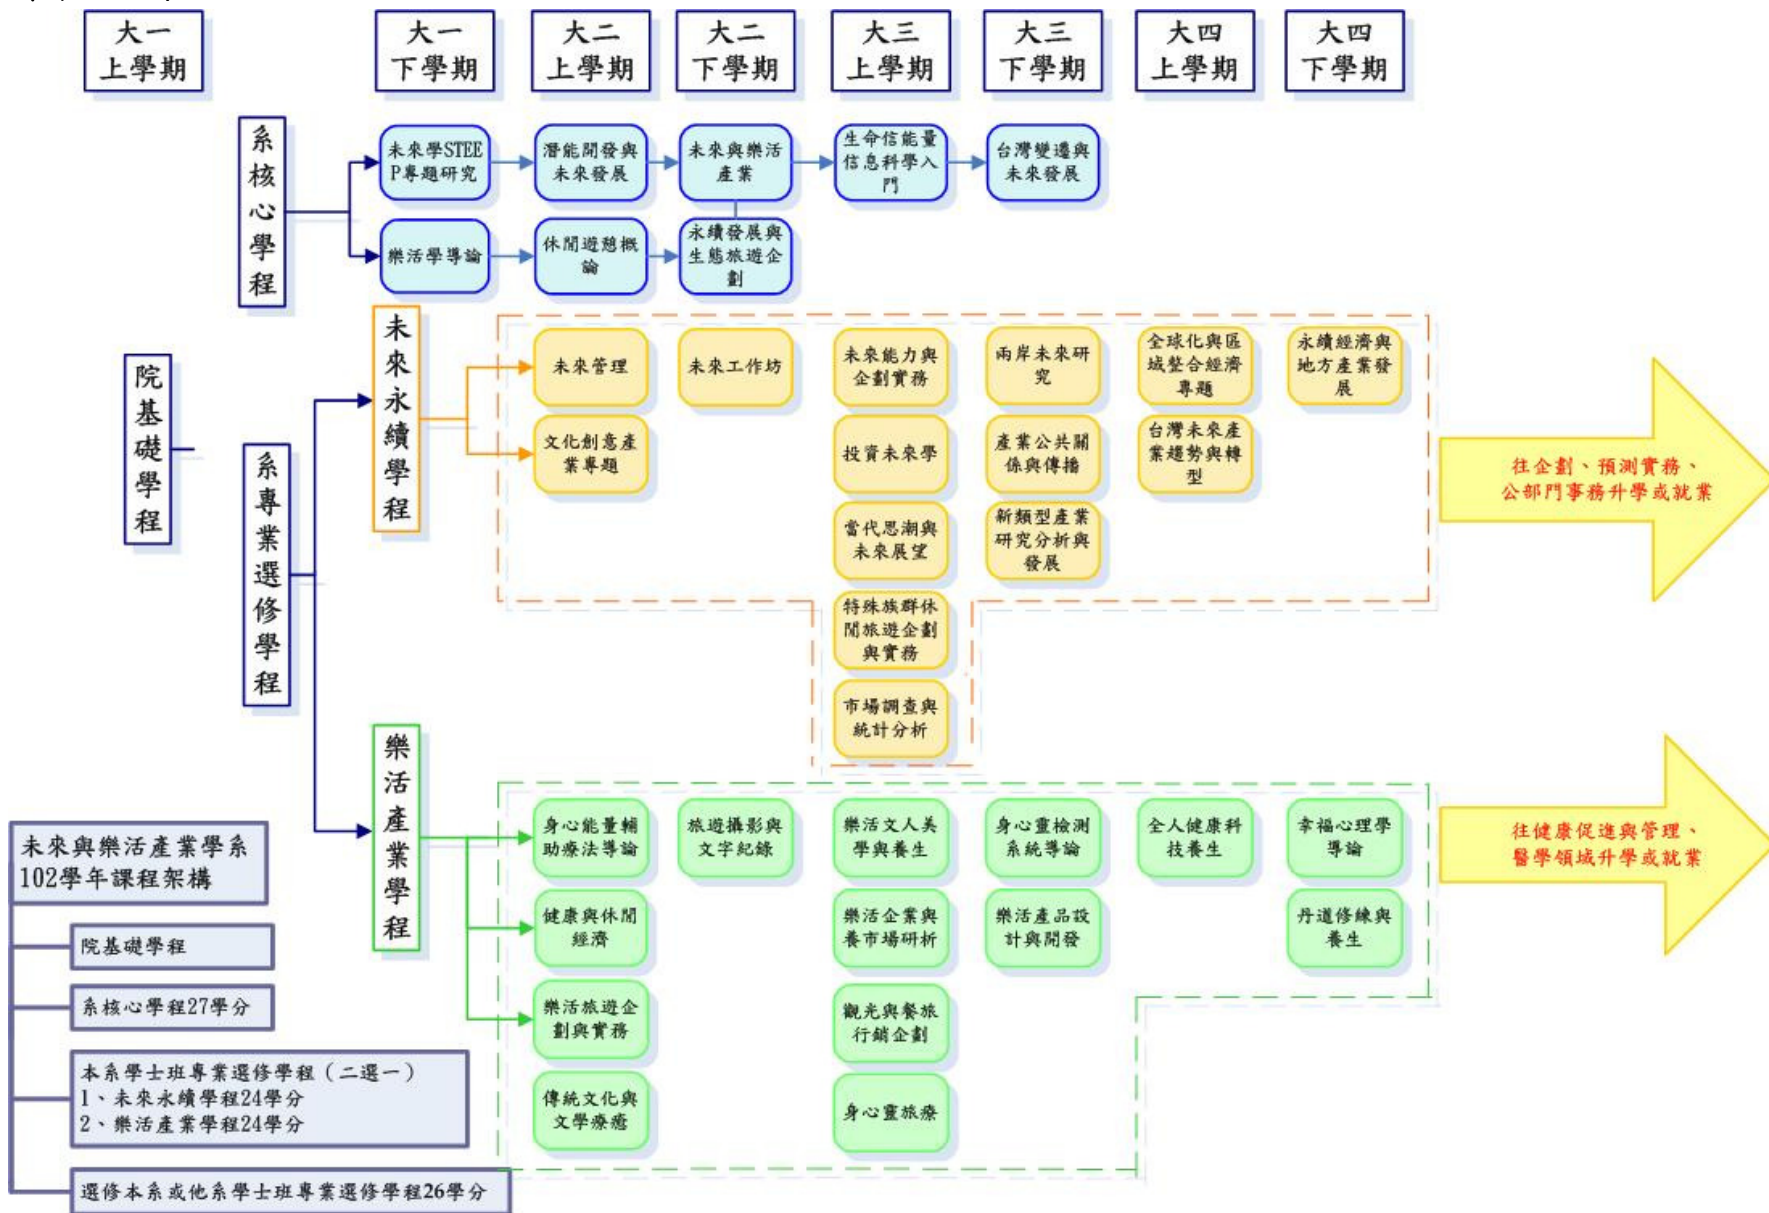 大一
上學期
大一
下學期
大二
上學期
大二
下學期
大三
上學期
大三
下學期
大四
上學期
大四
下學期
系核心學程
未來學STEE
P專題研究
潛能開發與
未來發展
未來與樂活
產業
生命信能量
信息科學入
門
台灣變遷與
未來發展
樂活學導論
休閒遊憩概
論
永續發展與
生態旅遊企
劃
院基礎學程
系專業選修學程
未來永續學程
未來管理
未來工作坊
未來能力與
企劃實務
兩岸未來研
究
全球化與區
域整合經濟
專題
永續經濟與
地方產業發
展
文化創意產
業專題
投資未來學
產業公共關
係與傳播
台灣未來產
業趨勢與轉
型
當代思潮與
未來展望
新類型產業
研究分析與
發展
特殊族群休
閒旅遊企劃
與實務
市場調查與
統計分析
往企劃、預測實務、
公部門事務升學或就業
樂活產業學程
身心能量輔
助療法導論
旅遊攝影與
文字紀錄
樂活文人美
學與養生
身心靈檢測
系統導論
全人健康科
技養生
幸福心理學
導論
健康與休閒
經濟
樂活企業與
養市場研析
樂活產品設
計與開發
丹道修練與
養生
樂活旅遊企
劃與實務
觀光與餐旅
行銷企劃
傳統文化與
文學療癒
身心靈旅療
往健康促進與管理、
醫學領域升學或就業
未來與樂活產業學系
102學年課程架構
院基礎學程
系核心學程27學分
本系學士班專業選修學程（二選一）
1、未來永續學程24學分
2、樂活產業學程24學分
選修本系或他系學士班專業選修學程26學分